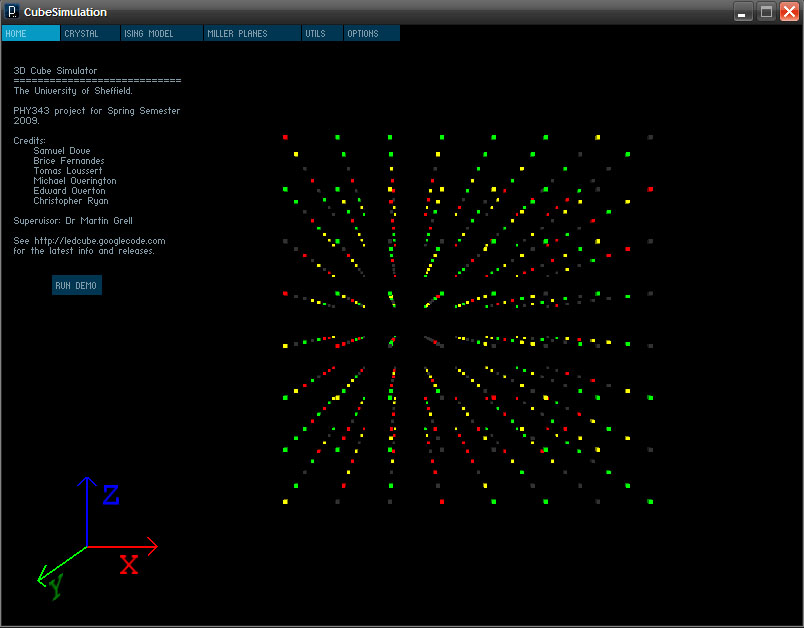 CubeSimulation
HOME CRYSTAL ISING MODEL MILLER PLANES UTILS OPTIONS
3D Cube Simulator
============================
The University of Sheffield.
PHY343 project for Spring Semester
2009.
Credits:
Samuel Dove
Brice Fernandes
Tomas Loussert
Michael Overington
Edward Overton
Christopher Ryan
Supervisor: Dr Martin Grell
See http://ledcube.googlecode.com
for the latest info and releases.
RUN DEMO
Z
X
Y